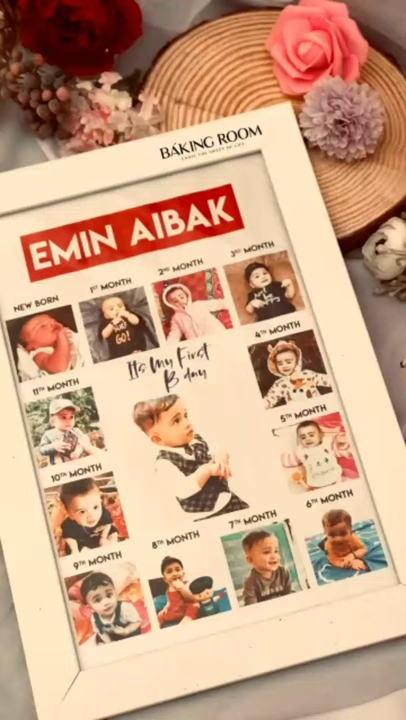 BAKING ROOM
EMIN AIBAK
NEW BORN
1ST MONTH
2ND MONTH
3RD MONTH
4TH MONTH
5TH MONTH
6TH MONTH
7TH MONTH
8TH MONTH
9TH MONTH
10TH MONTH
11TH MONTH
Its My First
B day
GO!